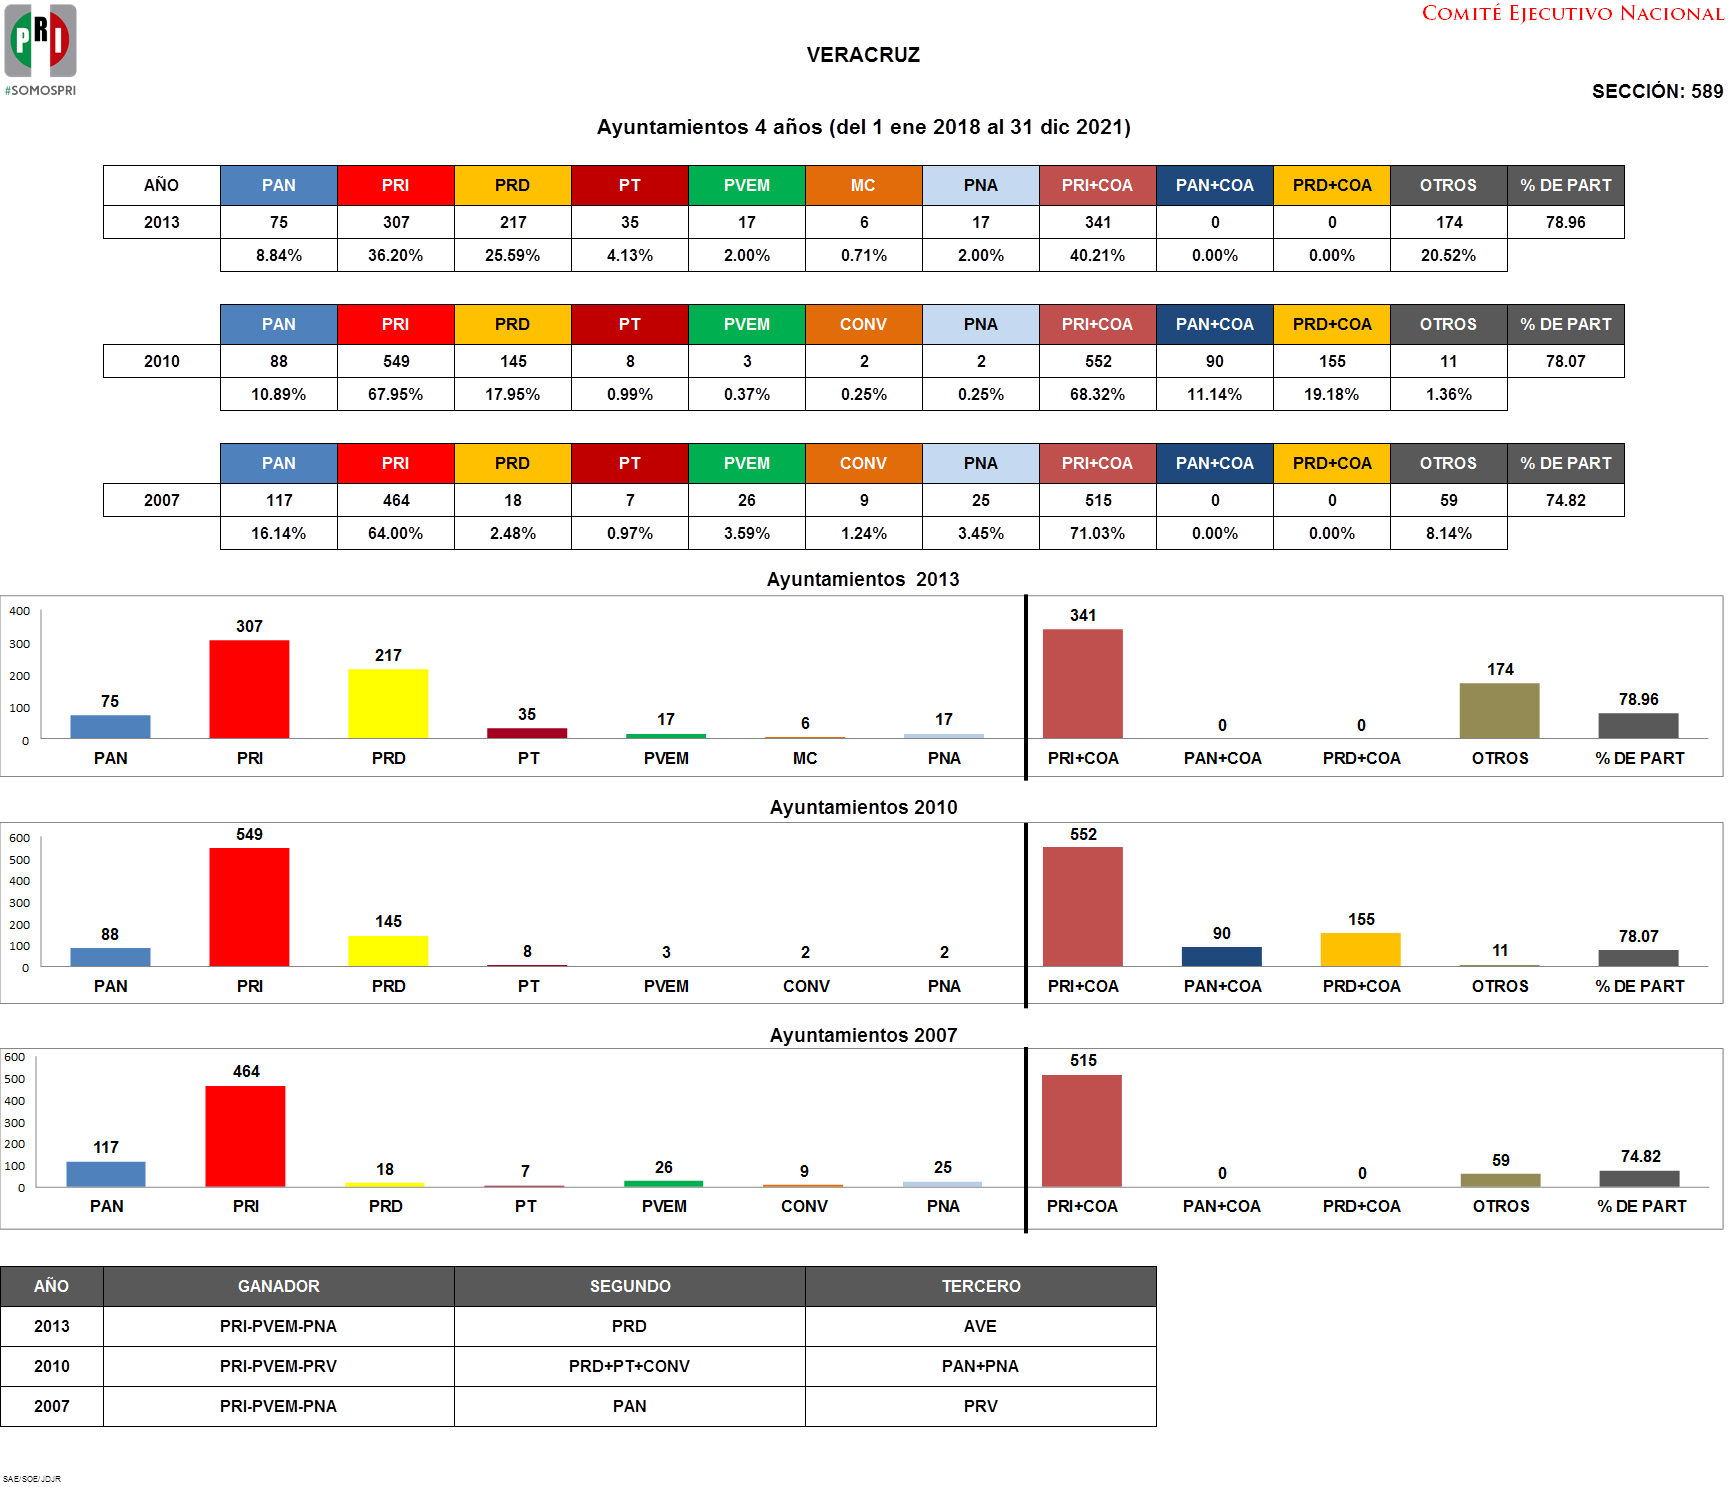 PRI
#SOMOSPRI
COMITÉ EJECUTIVO NACIONAL
VERACRUZ
SECCIÓN: 589
Ayuntamientos 4 años (del 1 ene 2018 al 31 dic 2021)
AÑO PAN PRI PRD PT PVEM MC PNA PRI+COA PAN+COA PRD+COA OTROS % DE PART
2013 75 307 217 35 17 6 17 341 0 0 174 78.96
8.84% 36.20% 25.59% 4.13% 2.00% 0.71% 2.00% 40.21% 0.00% 0.00% 20.52%
PAN PRI PRD PT PVEM CONV PNA PRI+COA PAN+COA PRD+COA OTROS % DE PART
2010 88 549 145 8 3 2 2 552 90 155 11 78.07
10.89% 67.95% 17.95% 0.99% 0.37% 0.25% 0.25% 68.32% 11.14% 19.18% 1.36%
PAN PRI PRD PT PVEM CONV PNA PRI+COA PAN+COA PRD+COA OTROS % DE PART
2007 117 464 18 7 26 9 25 515 0 0 59 74.82
16.14% 64.00% 2.48% 0.97% 3.59% 1.24% 3.45% 71.03% 0.00% 0.00% 8.14%
Ayuntamientos 2013
400
300
200
100
0
75 307 217 35 17 6 17 341 0 0 174 78.96
PAN PRI PRD PT PVEM MC PNA PRI+COA PAN+COA PRD+COA OTROS % DE PART
Ayuntamientos 2010
600
500
400
300
200
100
0
88 549 145 8 3 2 2 552 90 155 11 78.07
PAN PRI PRD PT PVEM CONV PNA PRI+COA PAN+COA PRD+COA OTROS % DE PART
Ayuntamientos 2007
600
500
400
300
200
100
0
117 464 18 7 26 9 25 515 0 0 59 74.82
PAN PRI PRD PT PVEM CONV PNA PRI+COA PAN+COA PRD+COA OTROS % DE PART
AÑO GANADOR SEGUNDO TERCERO
2013 PRI-PVEM-PNA PRD AVE
2010 PRI-PVEM-PRV PRD+PT+CONV PAN+PNA
2007 PRI-PVEM-PNA PAN PRV
SAE/SOE/JDJR